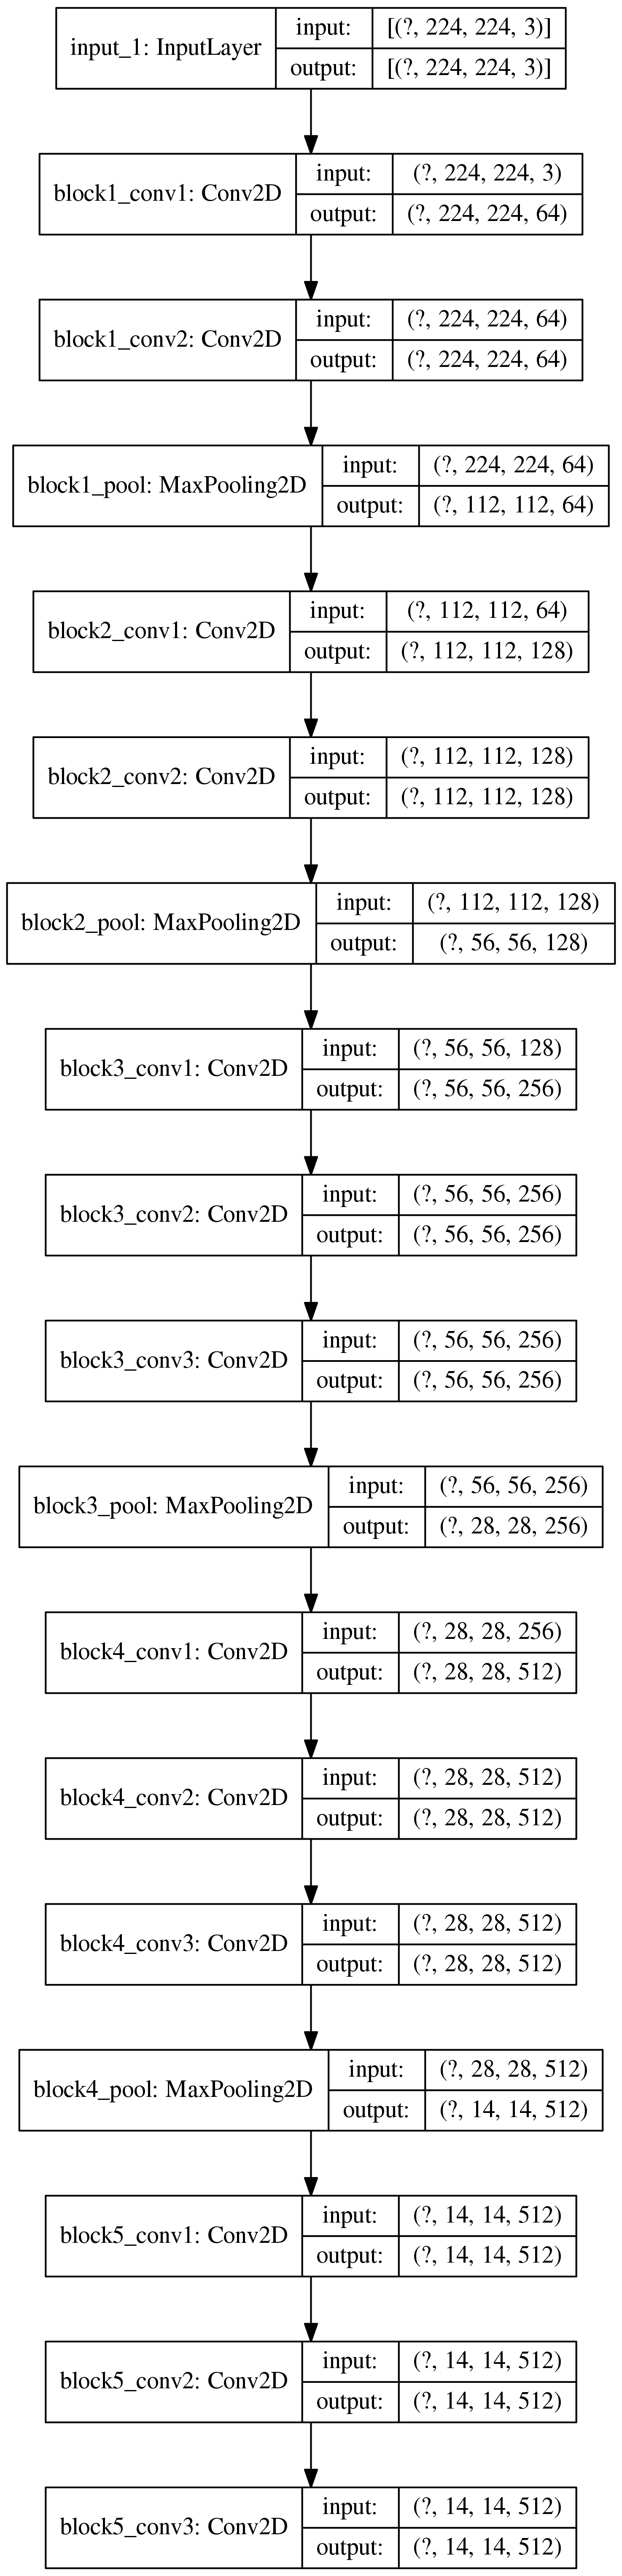 input_1: InputLayer
input: [(?, 224, 224, 3)]
output: [(?, 224, 224, 3)]
block1_conv1: Conv2D
input: (?, 224, 224, 3)
output: (?, 224, 224, 64)
block1_conv2: Conv2D
input: (?, 224, 224, 64)
output: (?, 224, 224, 64)
block1_pool: MaxPooling2D
input: (?, 224, 224, 64)
output: (?, 112, 112, 64)
block2_conv1: Conv2D
input: (?, 112, 112, 64)
output: (?, 112, 112, 128)
block2_conv2: Conv2D
input: (?, 112, 112, 128)
output: (?, 112, 112, 128)
block2_pool: MaxPooling2D
input: (?, 112, 112, 128)
output: (?, 56, 56, 128)
block3_conv1: Conv2D
input: (?, 56, 56, 128)
output: (?, 56, 56, 256)
block3_conv2: Conv2D
input: (?, 56, 56, 256)
output: (?, 56, 56, 256)
block3_conv3: Conv2D
input: (?, 56, 56, 256)
output: (?, 56, 56, 256)
block3_pool: MaxPooling2D
input: (?, 56, 56, 256)
output: (?, 28, 28, 256)
block4_conv1: Conv2D
input: (?, 28, 28, 256)
output: (?, 28, 28, 512)
block4_conv2: Conv2D
input: (?, 28, 28, 512)
output: (?, 28, 28, 512)
block4_conv3: Conv2D
input: (?, 28, 28, 512)
output: (?, 28, 28, 512)
block4_pool: MaxPooling2D
input: (?, 28, 28, 512)
output: (?, 14, 14, 512)
block5_conv1: Conv2D
input: (?, 14, 14, 512)
output: (?, 14, 14, 512)
block5_conv2: Conv2D
input: (?, 14, 14, 512)
output: (?, 14, 14, 512)
block5_conv3: Conv2D
input: (?, 14, 14, 512)
output: (?, 14, 14, 512)